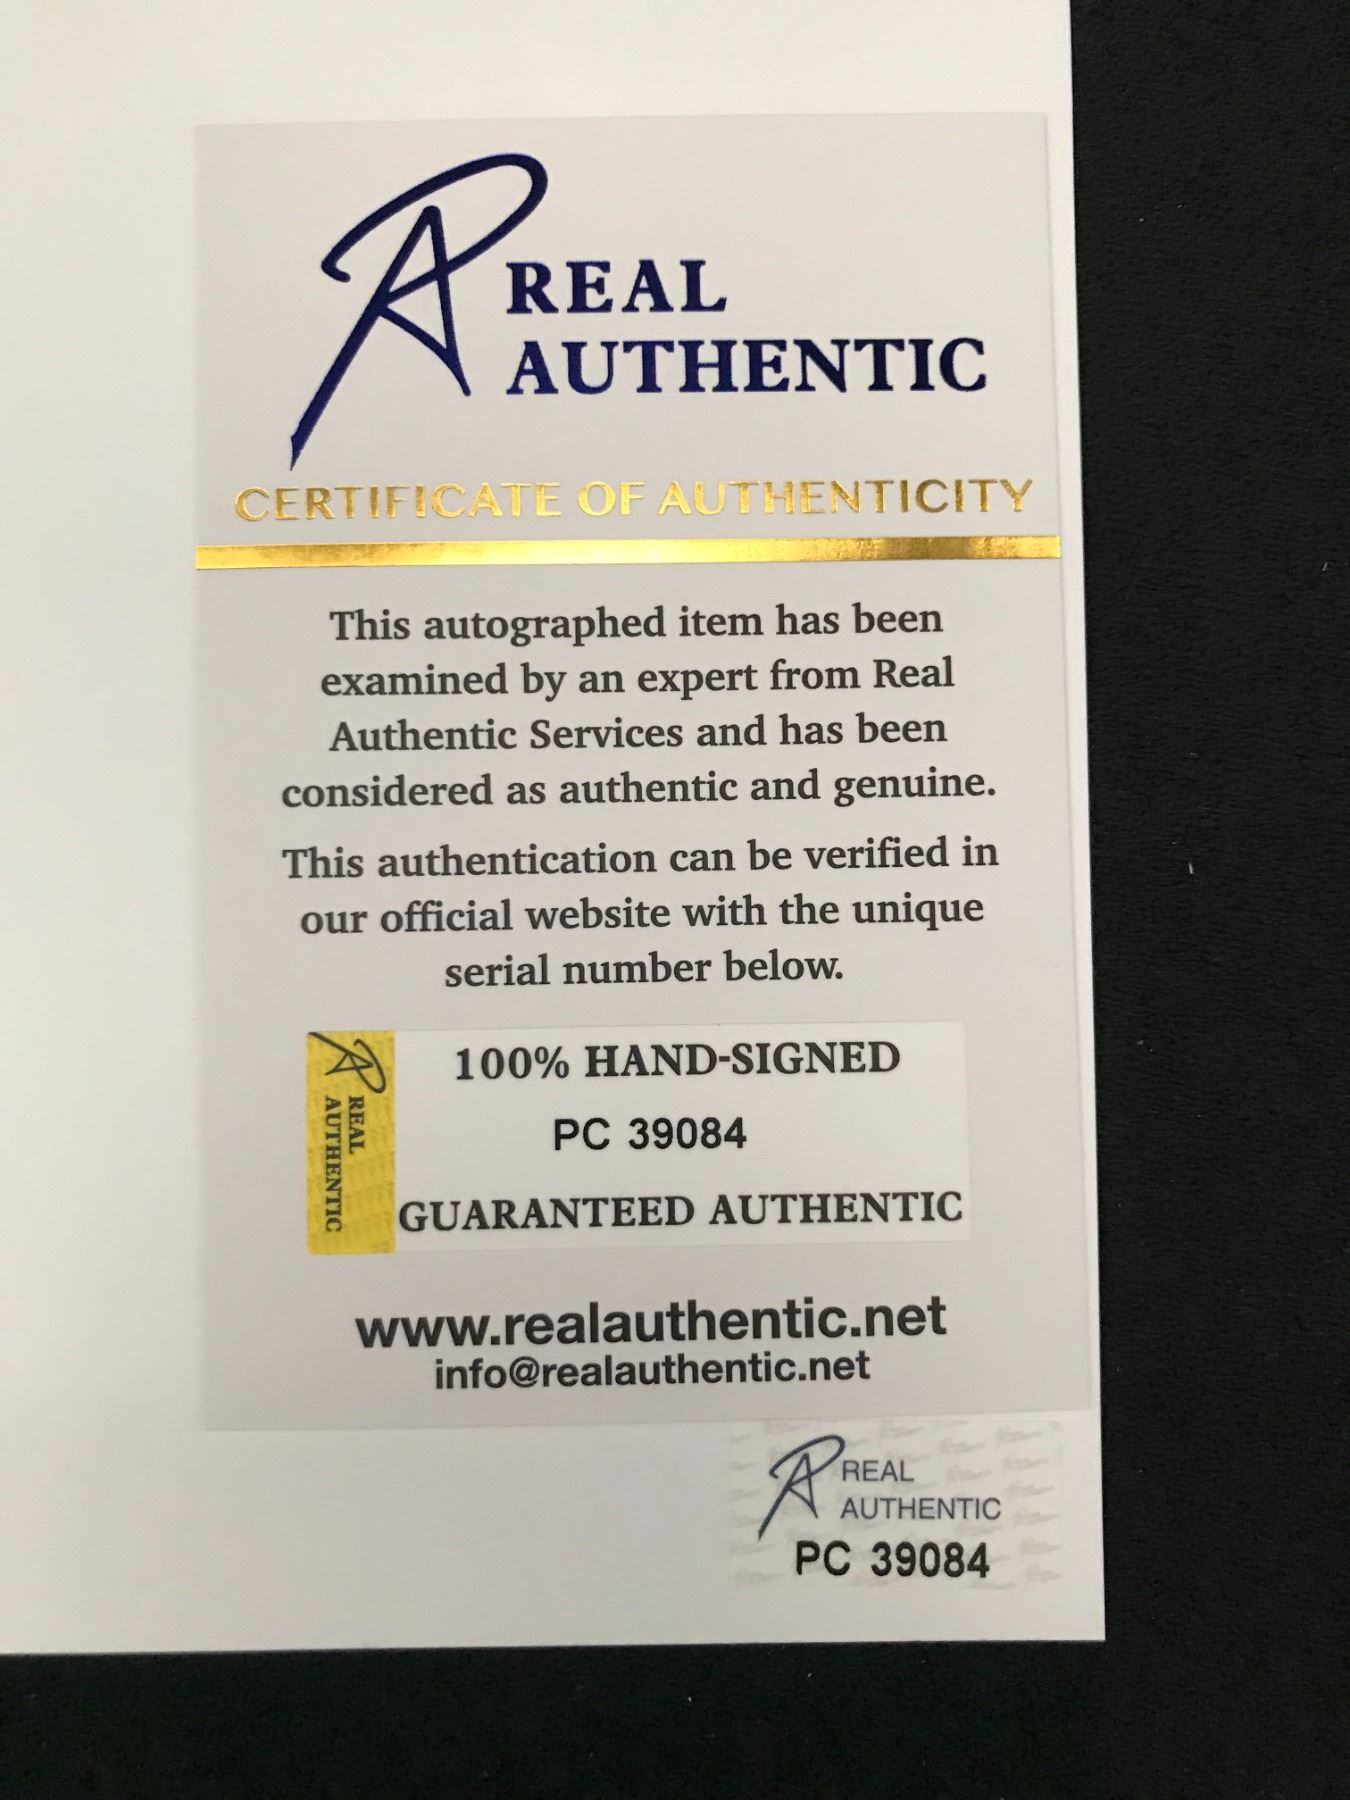 REAL
AUTHENTIC
CERTIFICATE OF AUTHENTICITY
This autographed item has been
examined by an expert from Real
Authentic Services and has been
considered as authentic and genuine.
This authentication can be verified in
our official website with the unique
serial number below.
REAL
AUTHENTIC
100% HAND-SIGNED
PC 39084
GUARANTEED AUTHENTIC
www.realauthentic.net
info@realauthentic.net
REAL
AUTHENTIC
PC 39084